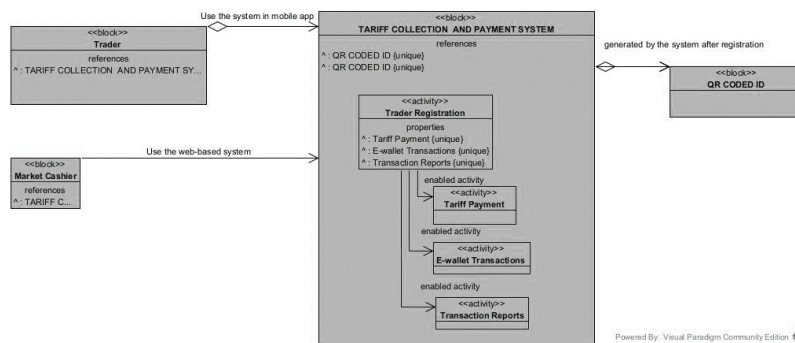 Use the system in mobile app
<<block>>
Trader
references
^ : TARIFF COLLECTION AND PAYMENT SY...
<<block>>
TARIFF COLLECTION AND PAYMENT SYSTEM
references
^ : QR CODED ID {unique}
^ : QR CODED ID {unique}
generated by the system after registration
<<block>>
QR CODED ID
<<activity>>
Trader Registration
properties
^ : Tariff Payment {unique}
^ : E-wallet Transactions {unique}
^ : Transaction Reports {unique}
Use the web-based system
<<block>>
Market Cashier
references
^ : TARIFF C...
enabled activity
<<activity>>
Tariff Payment
enabled activity
<<activity>>
E-wallet Transactions
enabled activity
<<activity>>
Transaction Reports
Powered By: Visual Paradigm Community Edition